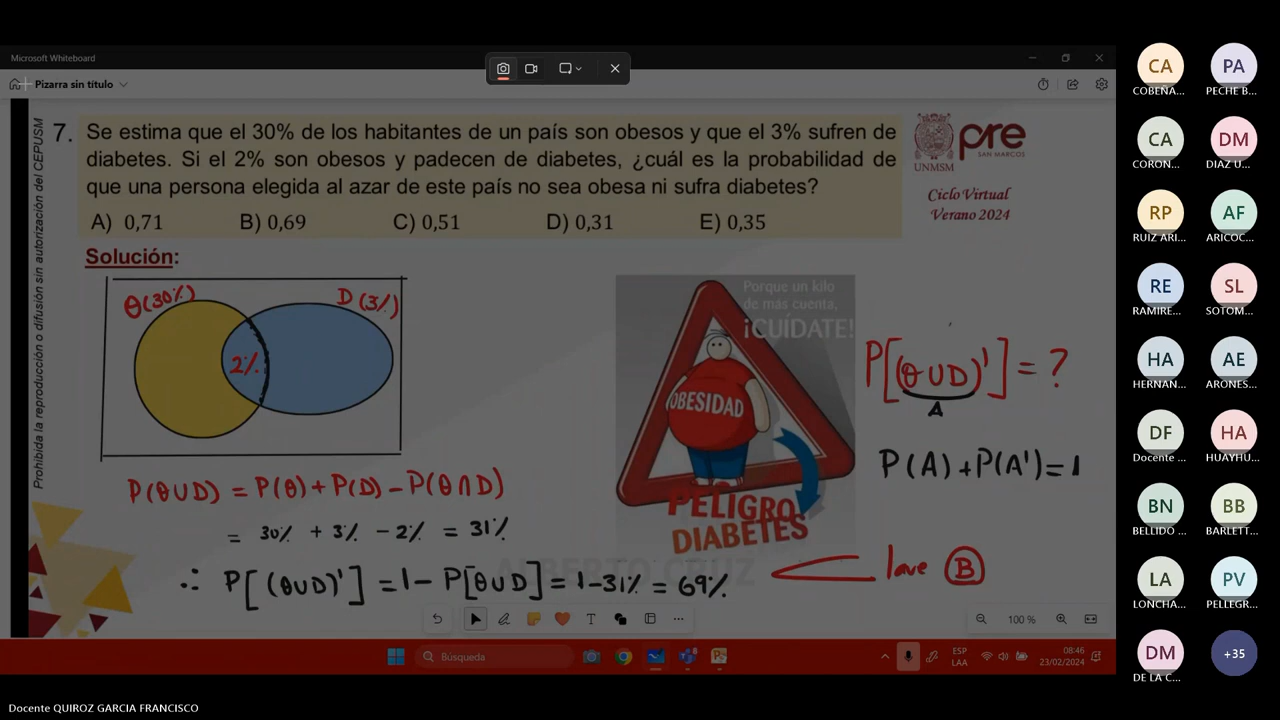 Microsoft Whiteboard
Pizarra sin título
Prohibida la reproducción o difusión sin autorización del CEPUSM
7. Se estima que el 30% de los habitantes de un país son obesos y que el 3% sufren de
diabetes. Si el 2% son obesos y padecen de diabetes, ¿cuál es la probabilidad de
que una persona elegida al azar de este país no sea obesa ni sufra diabetes?
A) 0,71 B) 0,69 C) 0,51 D) 0,31 E) 0,35
UNMSM
pre
SAN MARCOS
Ciclo Virtual
Verano 2024
Solución:
θ(30%) D(3%)
2%
Porque un kilo
de más cuenta,
¡CUÍDATE!
OBESIDAD
PELIGRO
DIABETES
P[(θUD)'] = ?
A
P(A)+P(A')=1
P(θUD) = P(θ)+P(D)-P(θ∩D)
= 30% + 3% - 2% = 31%
ALBERTO CRUZ
∴ P[(θUD)'] = 1 - P[θUD] = 1-31% = 69%
lave B
100 %
Búsqueda
ESP
LAA
08:46
23/02/2024
CA
COBEÑA...
PA
PECHE B...
CA
CORON...
DM
DIAZ U...
RP
RUIZ ARI...
AF
ARICOC...
RE
RAMIRE...
SL
SOTOM...
HA
HERNAN...
AE
ARONES...
DF
Docente ...
HA
HUAYHU...
BN
BELLIDO ...
BB
BARLETT...
LA
LONCHA...
PV
PELLEGR...
DM
DE LA C...
+35
Docente QUIROZ GARCIA FRANCISCO